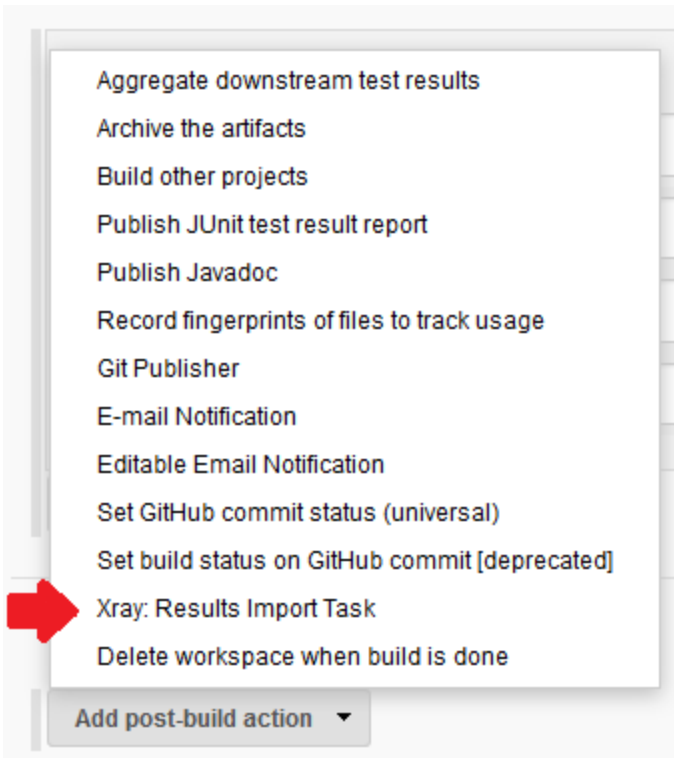 Aggregate downstream test results
Archive the artifacts
Build other projects
Publish JUnit test result report
Publish Javadoc
Record fingerprints of files to track usage
Git Publisher
E-mail Notification
Editable Email Notification
Set GitHub commit status (universal)
Set build status on GitHub commit [deprecated]
Xray: Results Import Task
Delete workspace when build is done
Add post-build action